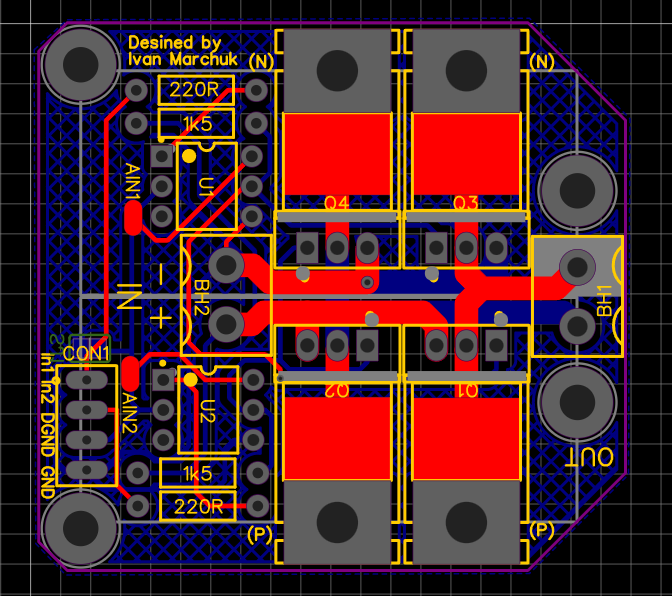 Desined by
Ivan Marchuk
(N)
(N)
220R
1k5
AIN1
U1
Q4
Q3
BH2
IN
BH1
CON1
In1 In2 DGND GND
AIN2
U2
Q2
Q1
1k5
220R
OUT
(P)
(P)